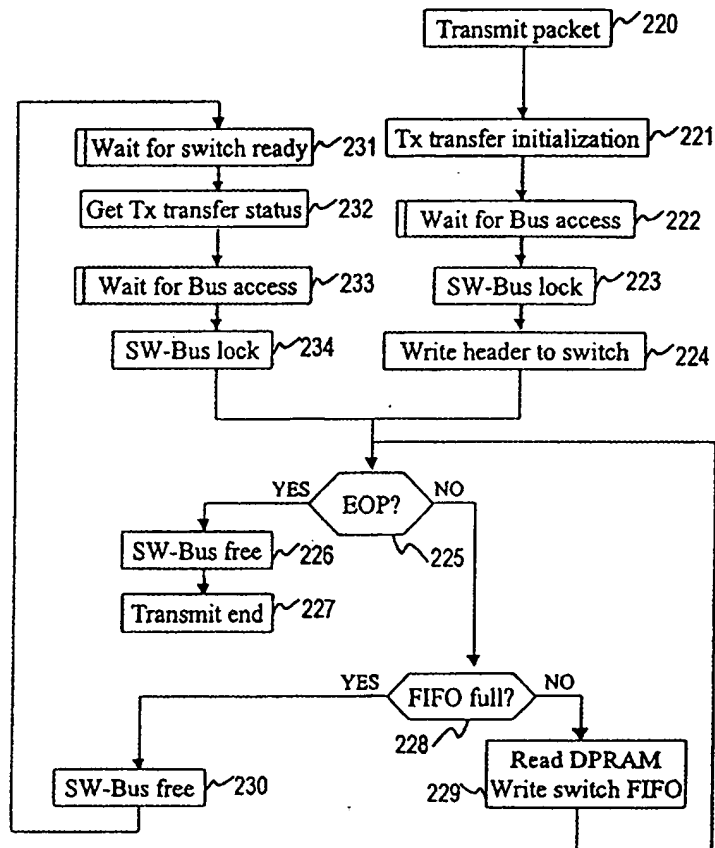 Transmit packet 220
Tx transfer initialization 221
Wait for Bus access 222
SW-Bus lock 223
Write header to switch 224
Wait for switch ready 231
Get Tx transfer status 232
Wait for Bus access 233
SW-Bus lock 234
EOP? 225
YES
NO
SW-Bus free 226
Transmit end 227
FIFO full? 228
YES
NO
Read DPRAM
Write switch FIFO
229
SW-Bus free 230